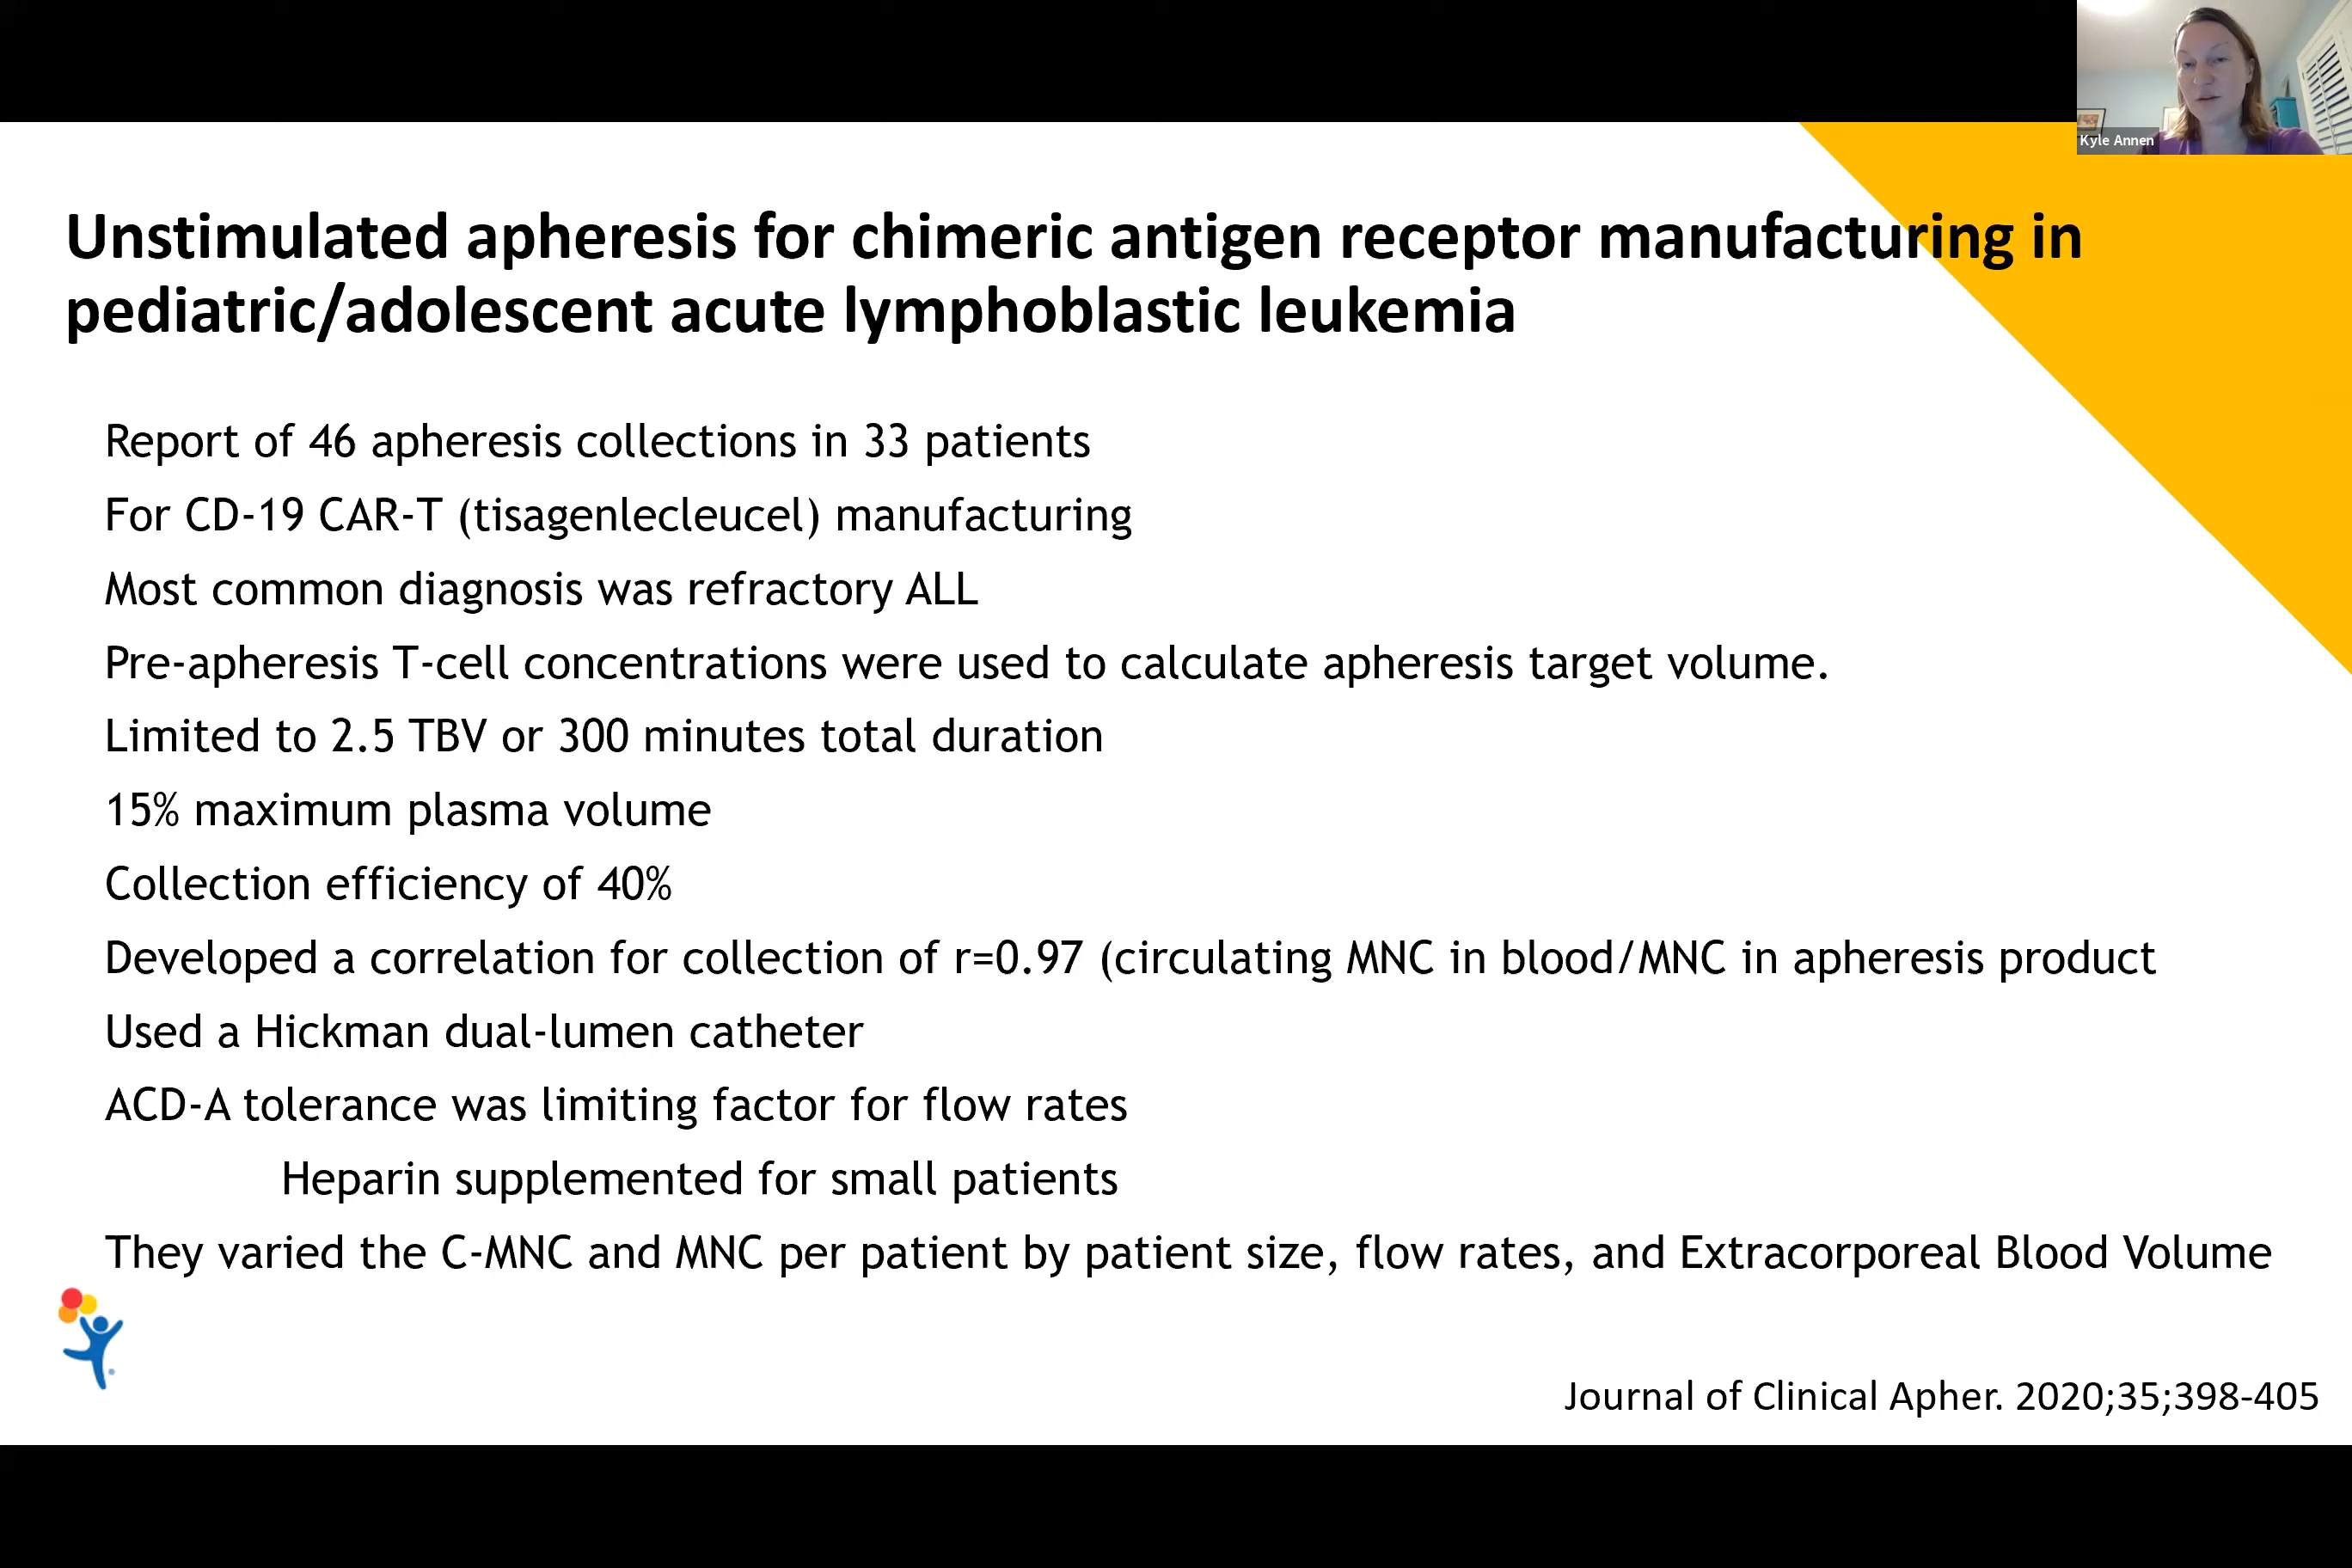 Kyle Annen
Unstimulated apheresis for chimeric antigen receptor manufacturing in
pediatric/adolescent acute lymphoblastic leukemia
Report of 46 apheresis collections in 33 patients
For CD-19 CAR-T (tisagenlecleucel) manufacturing
Most common diagnosis was refractory ALL
Pre-apheresis T-cell concentrations were used to calculate apheresis target volume.
Limited to 2.5 TBV or 300 minutes total duration
15% maximum plasma volume
Collection efficiency of 40%
Developed a correlation for collection of r=0.97 (circulating MNC in blood/MNC in apheresis product
Used a Hickman dual-lumen catheter
ACD-A tolerance was limiting factor for flow rates
Heparin supplemented for small patients
They varied the C-MNC and MNC per patient by patient size, flow rates, and Extracorporeal Blood Volume
Journal of Clinical Apher. 2020;35;398-405